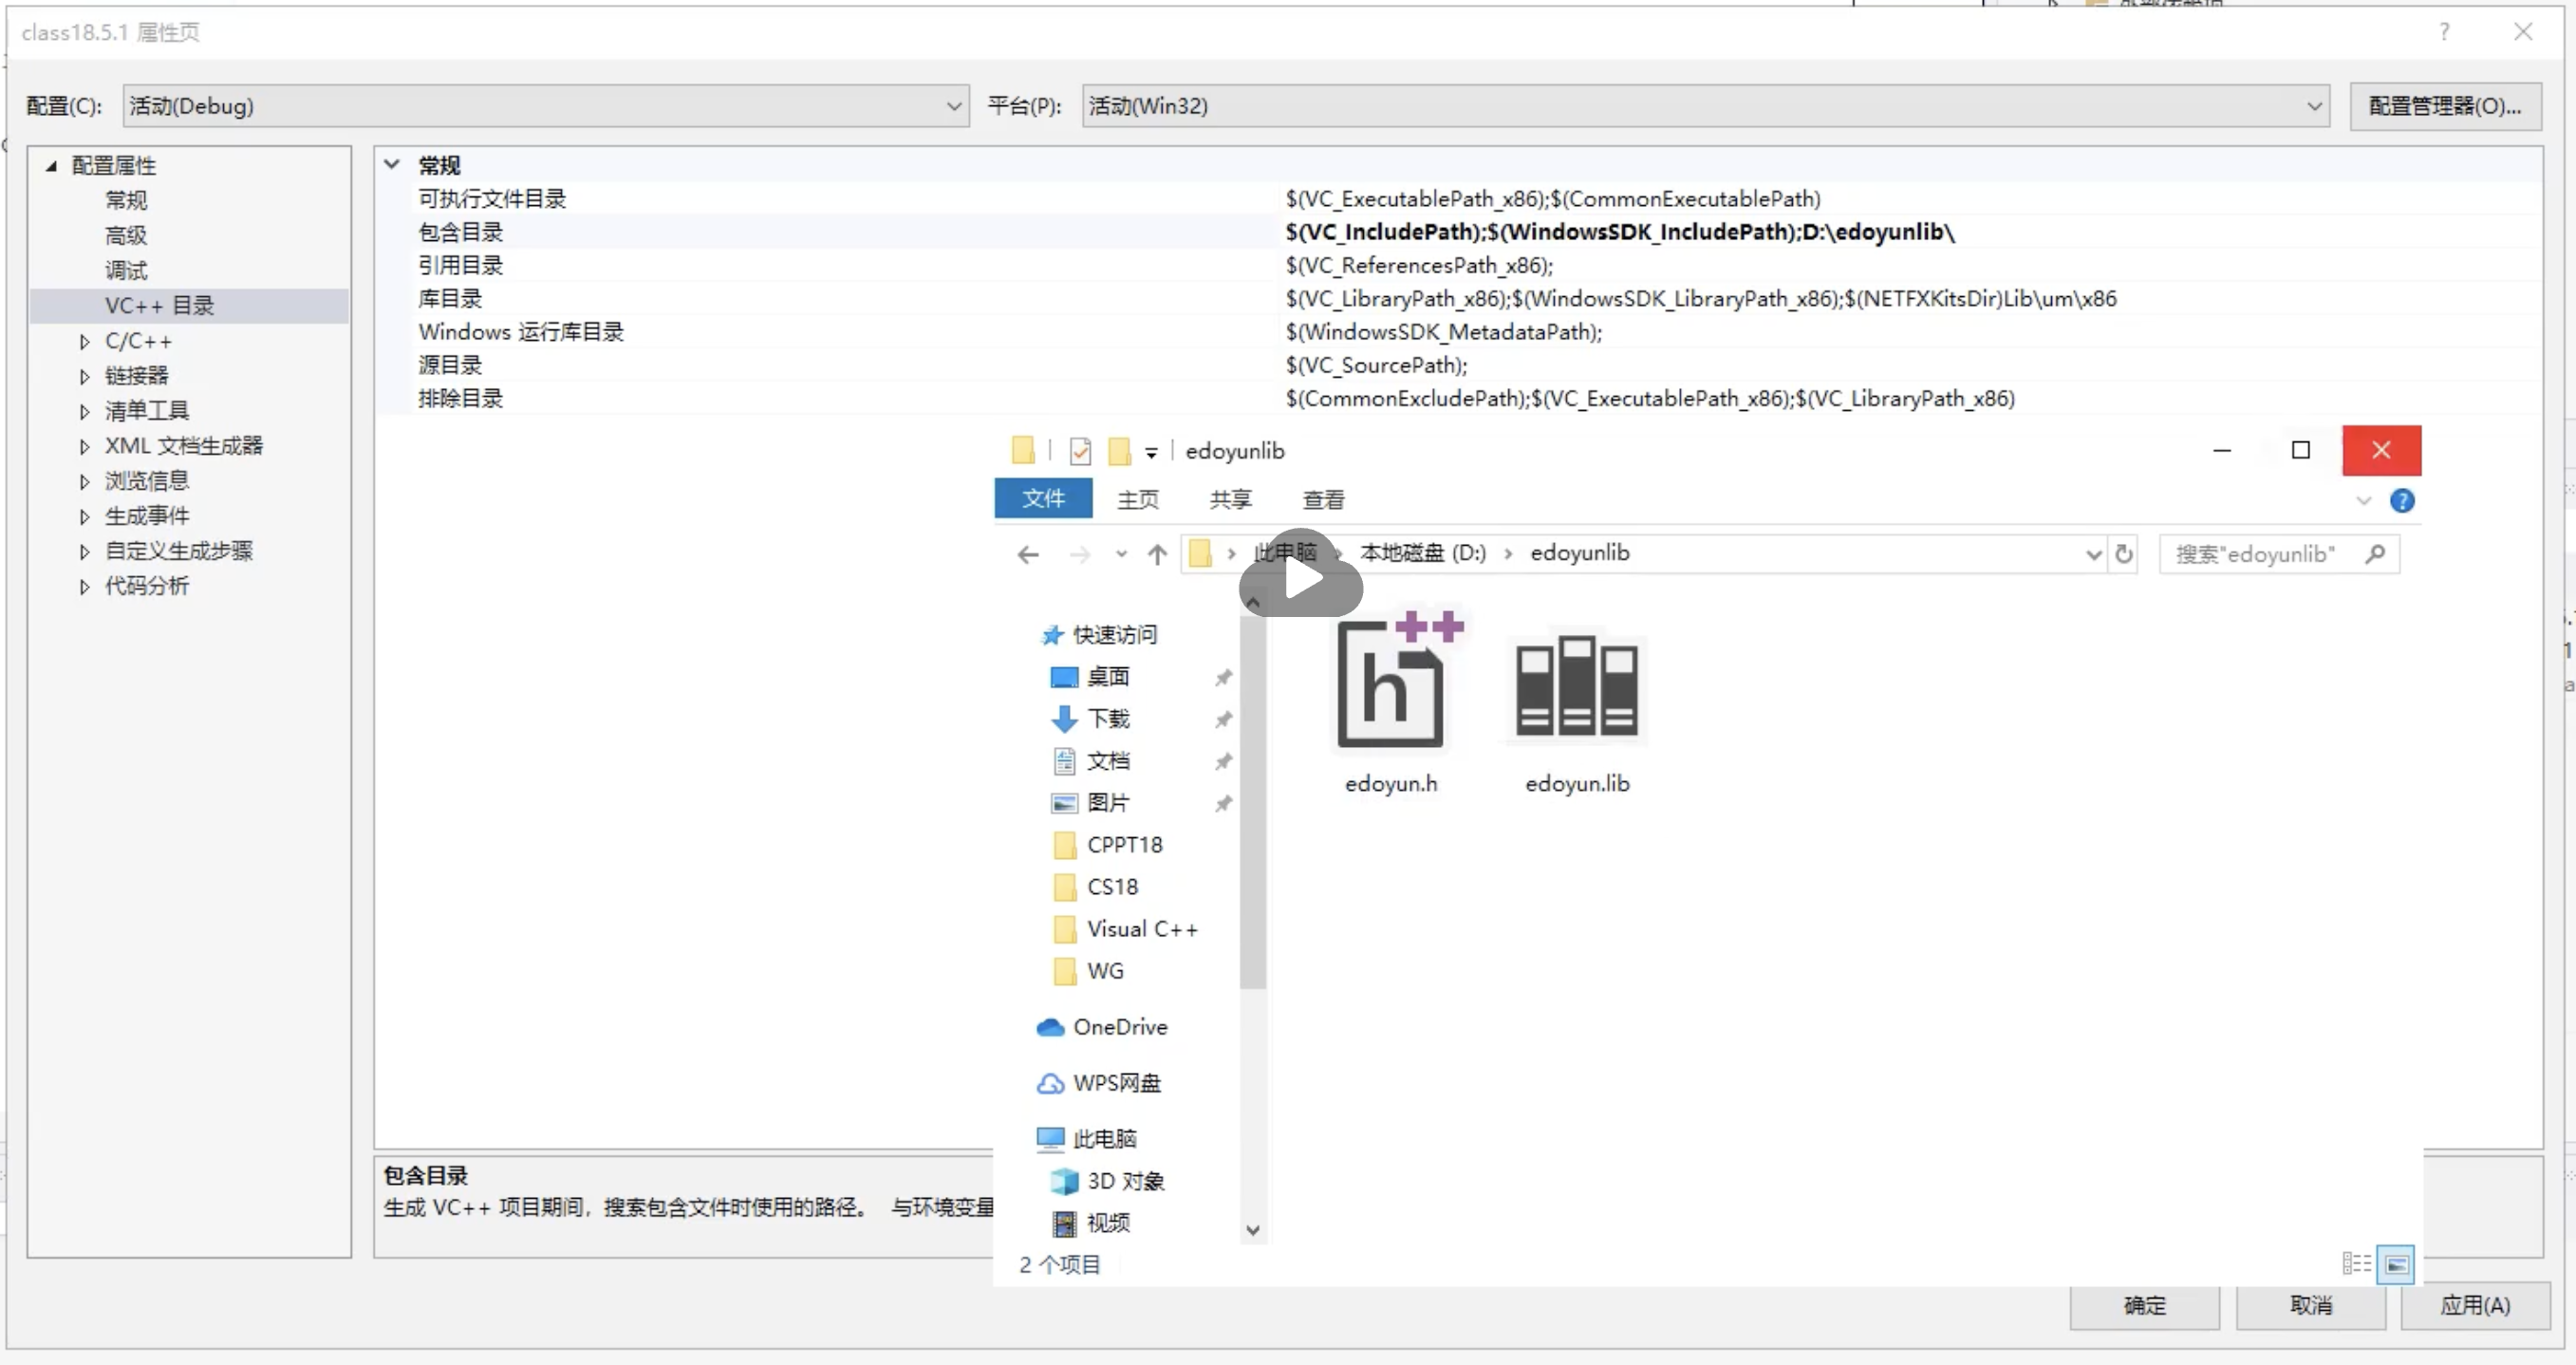 class18.5.1 属性页
配置(C): 活动(Debug) 平台(P): 活动(Win32) 配置管理器(O)...
配置属性
常规
高级
调试
VC++ 目录
C/C++
链接器
清单工具
XML 文档生成器
浏览信息
生成事件
自定义生成步骤
代码分析
常规
可执行文件目录 $(VC_ExecutablePath_x86);$(CommonExecutablePath)
包含目录 $(VC_IncludePath);$(WindowsSDK_IncludePath);D:\edoyunlib\
引用目录 $(VC_ReferencesPath_x86);
库目录 $(VC_LibraryPath_x86);$(WindowsSDK_LibraryPath_x86);$(NETFXKitsDir)Lib\um\x86
Windows 运行库目录 $(WindowsSDK_MetadataPath);
源目录 $(VC_SourcePath);
排除目录 $(CommonExcludePath);$(VC_ExecutablePath_x86);$(VC_LibraryPath_x86)
edoyunlib
文件 主页 共享 查看
此电脑 本地磁盘 (D:) edoyunlib 搜索"edoyunlib"
快速访问
桌面
下载
文档
图片
CPPT18
CS18
Visual C++
WG
OneDrive
WPS网盘
此电脑
3D 对象
视频
edoyun.h edoyun.lib
2 个项目
包含目录
生成 VC++ 项目期间，搜索包含文件时使用的路径。 与环境变量
确定 取消 应用(A)